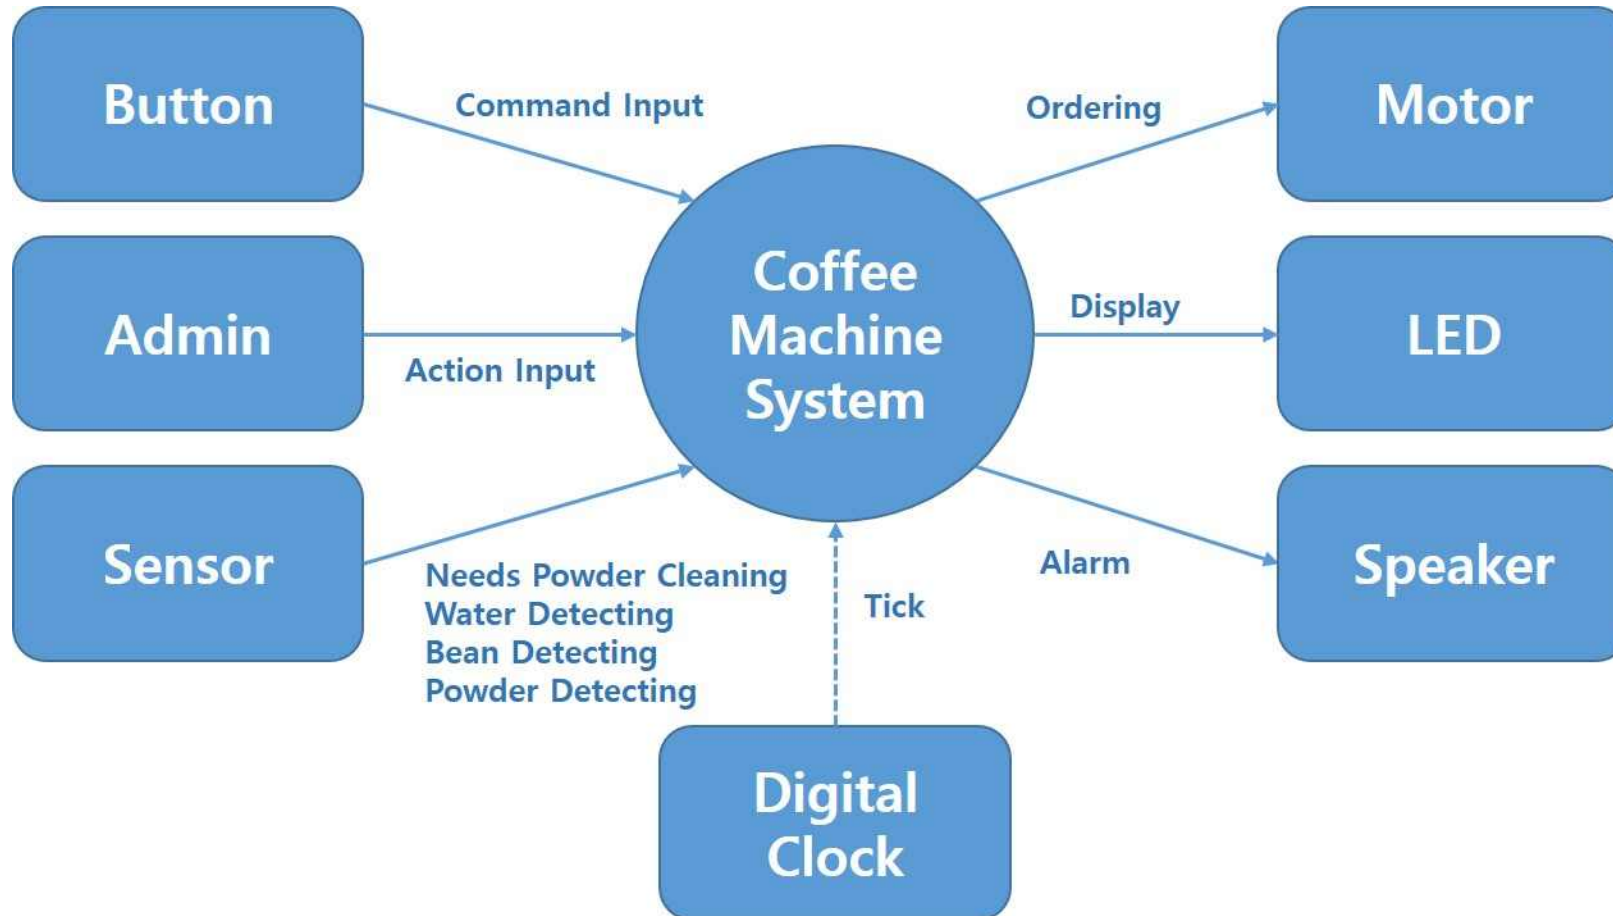 Button
Command Input
Ordering
Motor
Admin
Action Input
Coffee
Machine
System
Display
LED
Sensor
Needs Powder Cleaning
Water Detecting
Bean Detecting
Powder Detecting
Tick
Alarm
Speaker
Digital
Clock